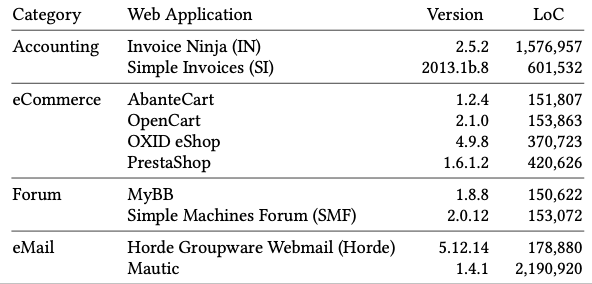 Category Web Application Version LoC
Accounting Invoice Ninja (IN) 2.5.2 1,576,957
Simple Invoices (SI) 2013.1b.8 601,532
eCommerce AbanteCart 1.2.4 151,807
OpenCart 2.1.0 153,863
OXID eShop 4.9.8 370,723
PrestaShop 1.6.1.2 420,626
Forum MyBB 1.8.8 150,622
Simple Machines Forum (SMF) 2.0.12 153,072
eMail Horde Groupware Webmail (Horde) 5.12.14 178,880
Mautic 1.4.1 2,190,920